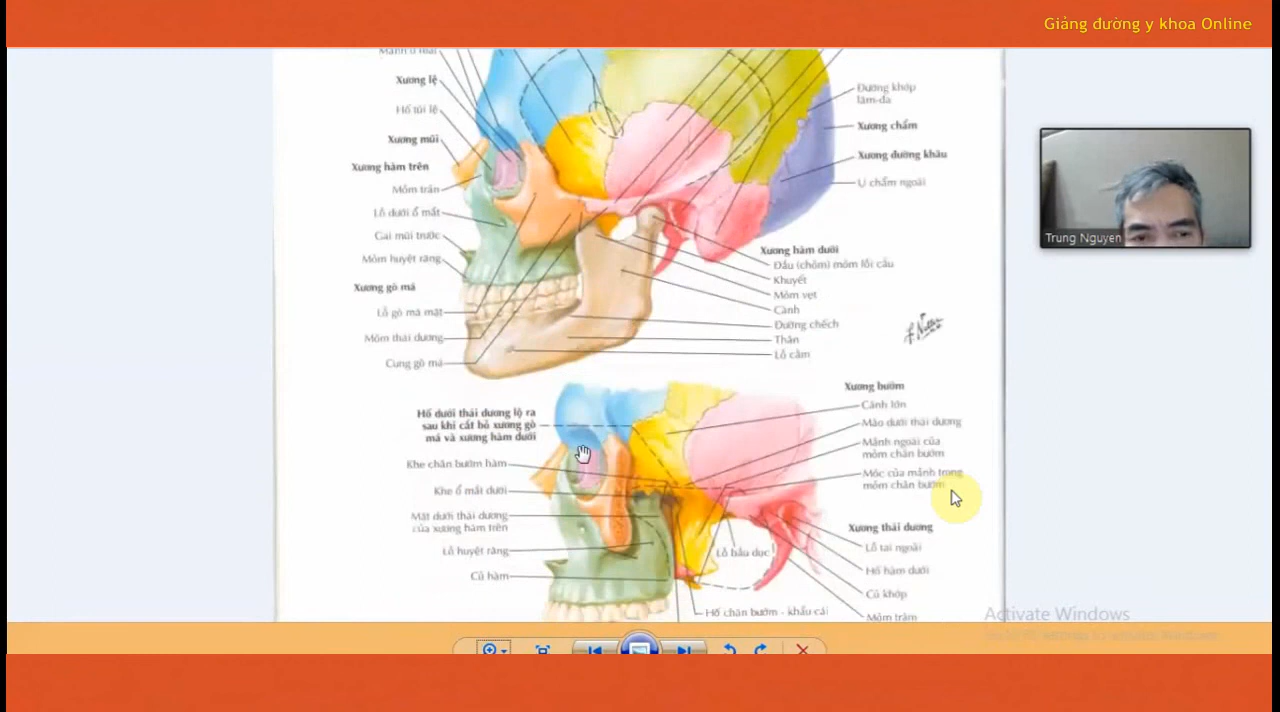 Giảng đường y khoa Online
Xương lệ
Hố túi lệ
Xương mũi
Xương hàm trên
Mỏm trán
Lỗ dưới ổ mắt
Gai mũi trước
Mỏm huyệt răng
Xương gò má
Lỗ gò má mặt
Mỏm thái dương
Cung gò má
Đường khớp
lăm-đa
Xương chẩm
Xương đường khâu
Ụ chẩm ngoài
Xương hàm dưới
Đầu (chỏm) mỏm lồi cầu
Khuyết
Mỏm vẹt
Cành
Đường chếch
Thân
Lỗ cằm
F. Netter
Trung Nguyen
Hố dưới thái dương lộ ra
sau khi cắt bỏ xương gò
má và xương hàm dưới
Khe chân bướm hàm
Khe ổ mắt dưới
Mặt dưới thái dương
của xương hàm trên
Lỗ huyệt răng
Củ hàm
Xương bướm
Cánh lớn
Mào dưới thái dương
Mảnh ngoài của
mỏm chân bướm
Móc của mảnh trong
mỏm chân bướm
Xương thái dương
Lỗ tai ngoài
Hố hàm dưới
Củ khớp
Mỏm trâm
Lỗ bầu dục
Hố chân bướm - khẩu cái
Activate Windows